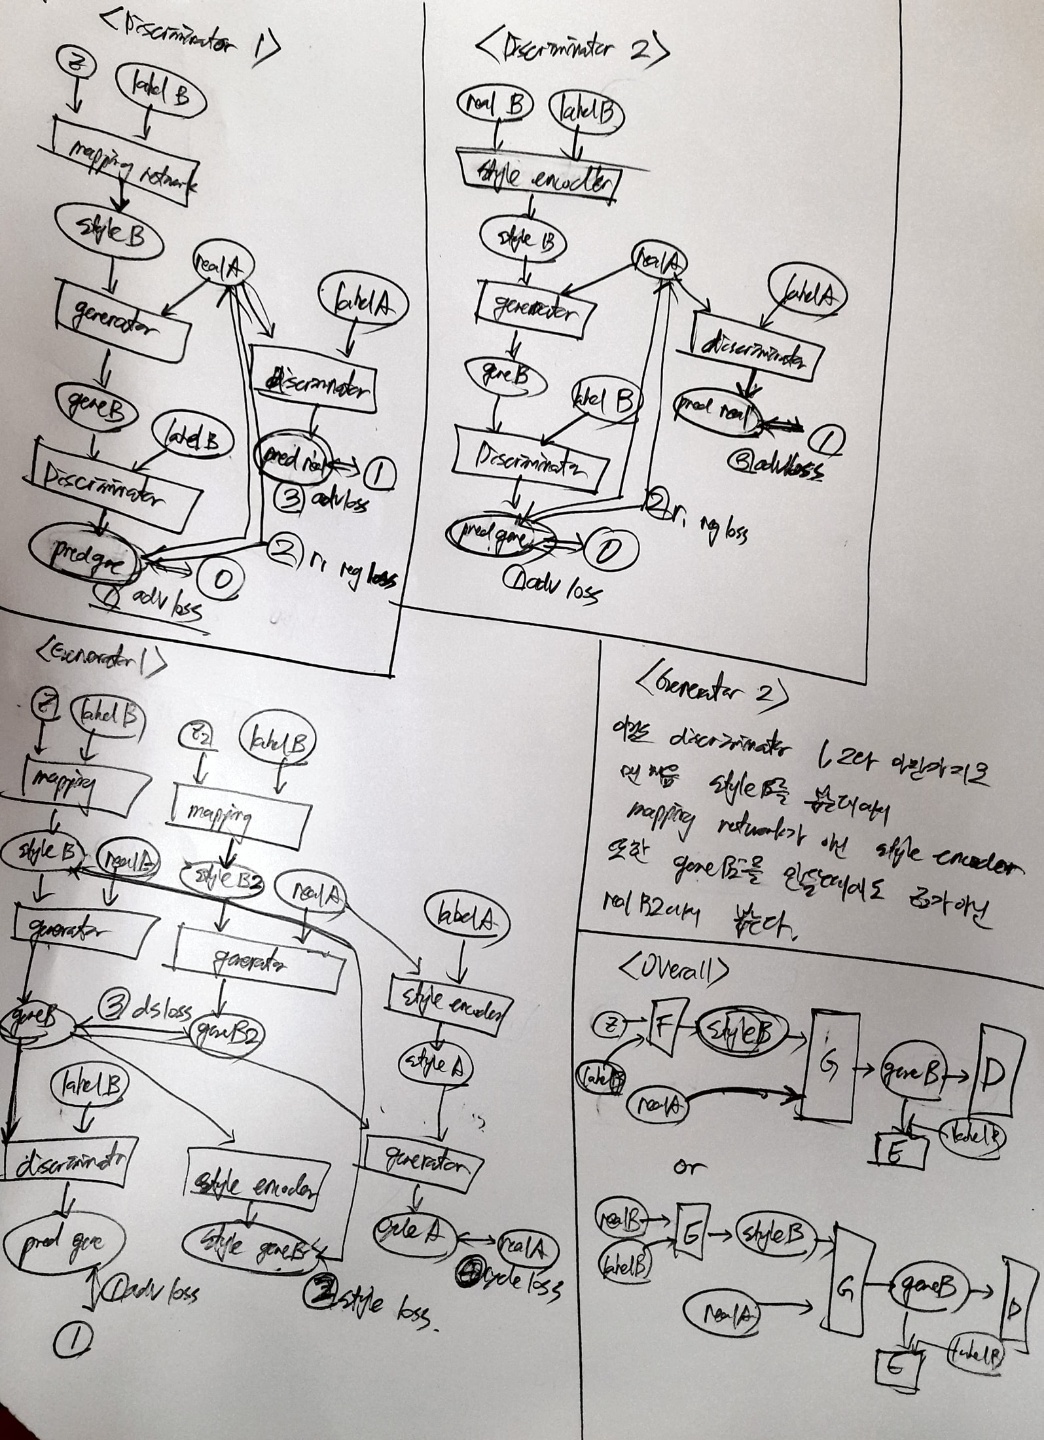 <Discriminator 1>
z
label B
mapping network
style B
real A
label A
generator
discriminator
gene B
label B
pred real
1
③ adv loss
Discriminator
pred gene
0
② r1 reg loss
① adv loss
<Discriminator 2>
real B
label B
style encoder
style B
real A
label A
generator
discriminator
gene B
label B
pred real
1
③ adv loss
Discriminator
② r1 reg loss
pred gene
0
① adv loss
<Generator 1>
z
label B
z2
label B
mapping
mapping
style B
real A
style B2
real A
label A
generator
generator
style encoder
gene B
③ ds loss
gene B2
style A
label B
discriminator
style encoder
generator
pred gene
style gene B
cycle A
real A
④ cycle loss
① adv loss
② style loss.
1
<Generator 2>
discriminator 1, 2와 마찬가지로
맨 처음 style B를 뽑는데에서
mapping network가 아닌 style encoder
또한 gene B2를 만들때에도 z2가 아닌
real B2에서 뽑는다.
<Overall>
z
F
style B
G
gene B
D
label B
real A
label B
E
or
real B
E
style B
label B
G
gene B
D
real A
label B
E